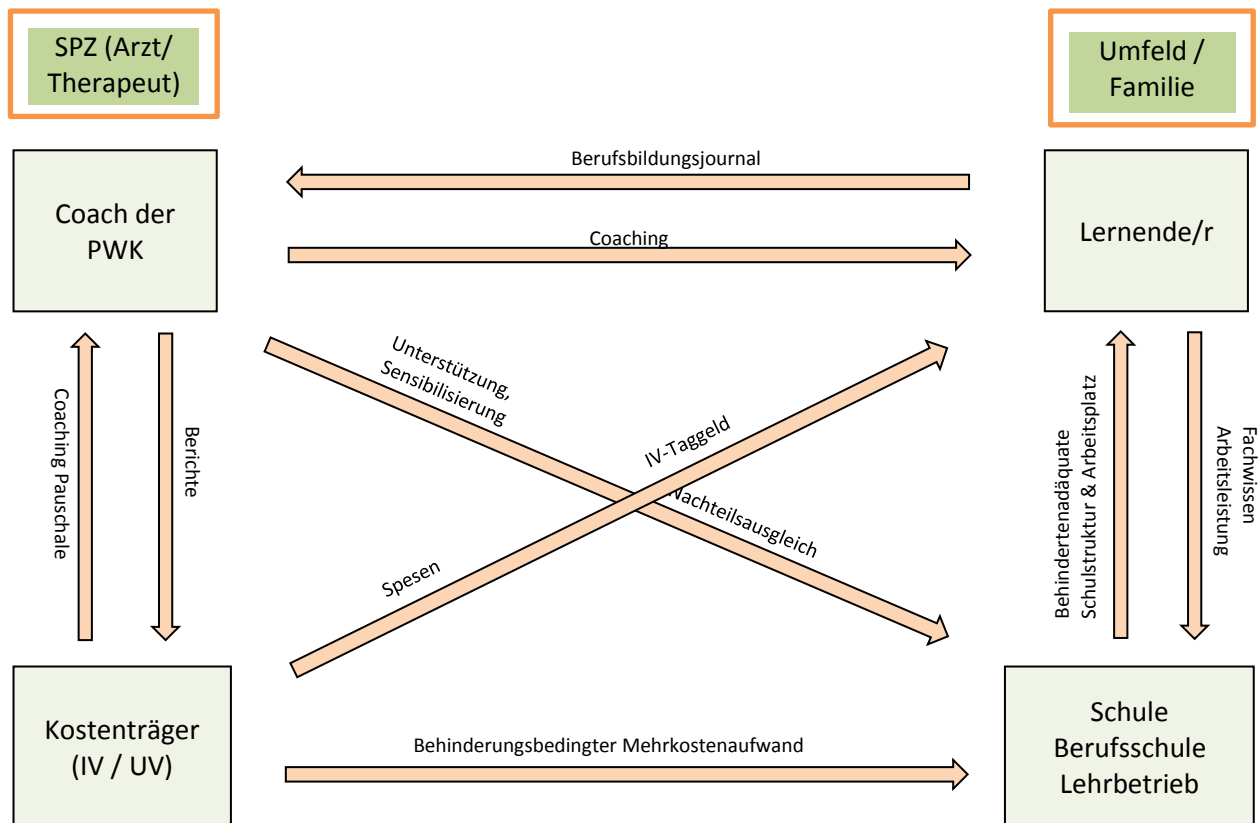 SPZ (Arzt/
Therapeut)
Umfeld /
Familie
Berufsbildungsjournal
Coach der
PWK
Lernende/r
Coaching
Unterstützung,
Sensibilisierung
IV-Taggeld
Coaching Pauschale
Berichte
Behindertenadäquate
Schulstruktur & Arbeitsplatz
Fachwissen
Arbeitsleistung
Nachteilsausgleich
Spesen
Kostenträger
(IV / UV)
Behinderungsbedingter Mehrkostenaufwand
Schule
Berufsschule
Lehrbetrieb